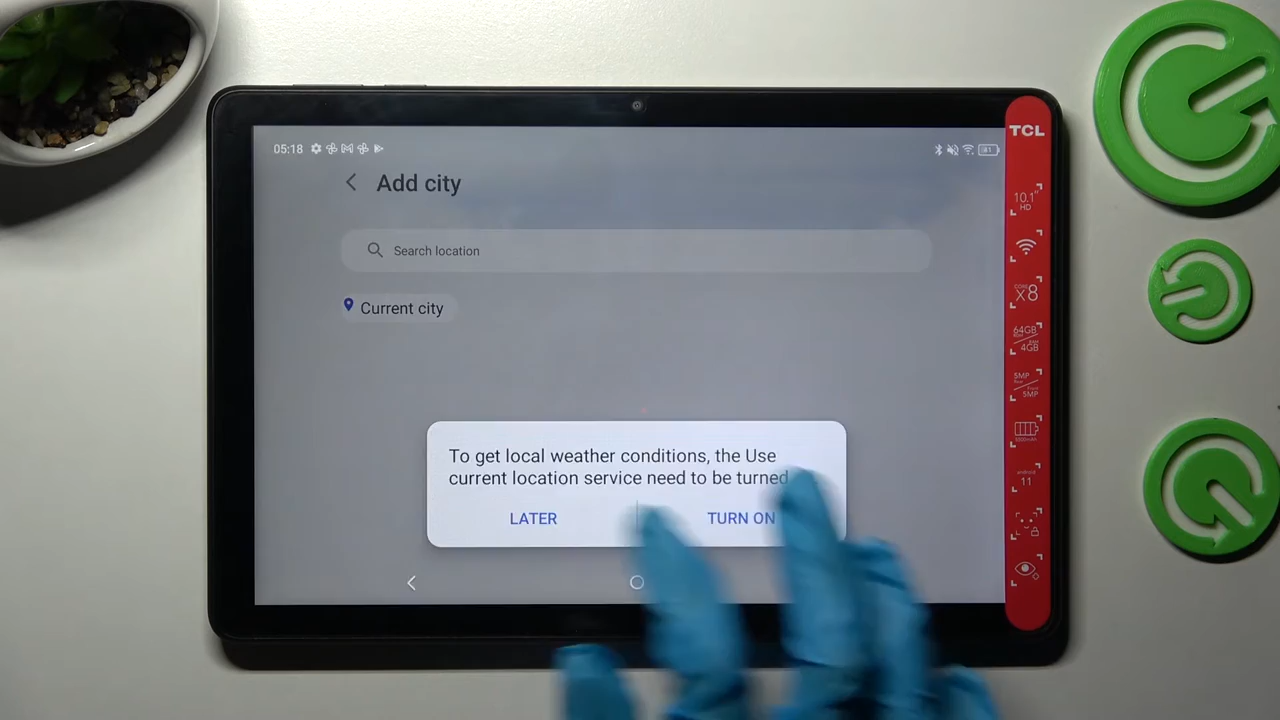 TCL
05:18
Add city
Search location
Current city
To get local weather conditions, the Use
current location service need to be turned
LATER
TURN ON
10.1"
HD
X8
64GB
4GB
5MP
5MP
android
11